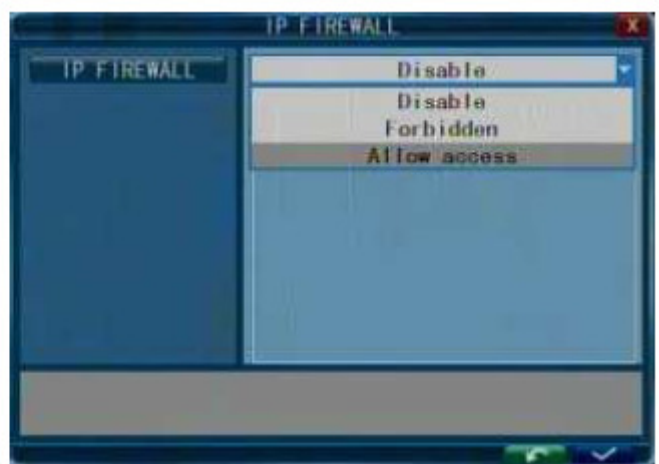 IP FIREWALL
X
IP FIREWALL
Disable
Disable
Forbidden
Allow access